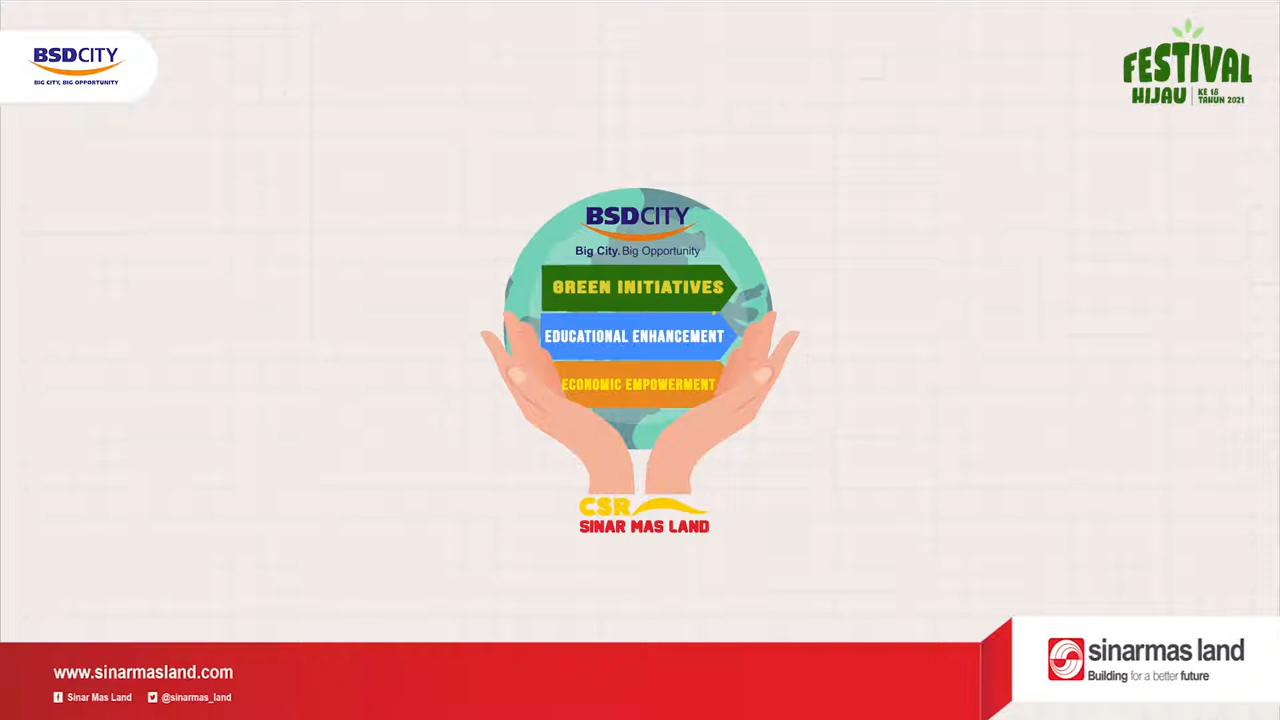 BSDCITY
BIG CITY, BIG OPPORTUNITY
FESTIVAL
HIJAU
KE 18
TAHUN 2021
BSDCITY
Big City. Big Opportunity
GREEN INITIATIVES
EDUCATIONAL ENHANCEMENT
ECONOMIC EMPOWERMENT
CSR
SINAR MAS LAND
www.sinarmasland.com
Sinar Mas Land
@sinarmas_land
sinarmas land
Building for a better future